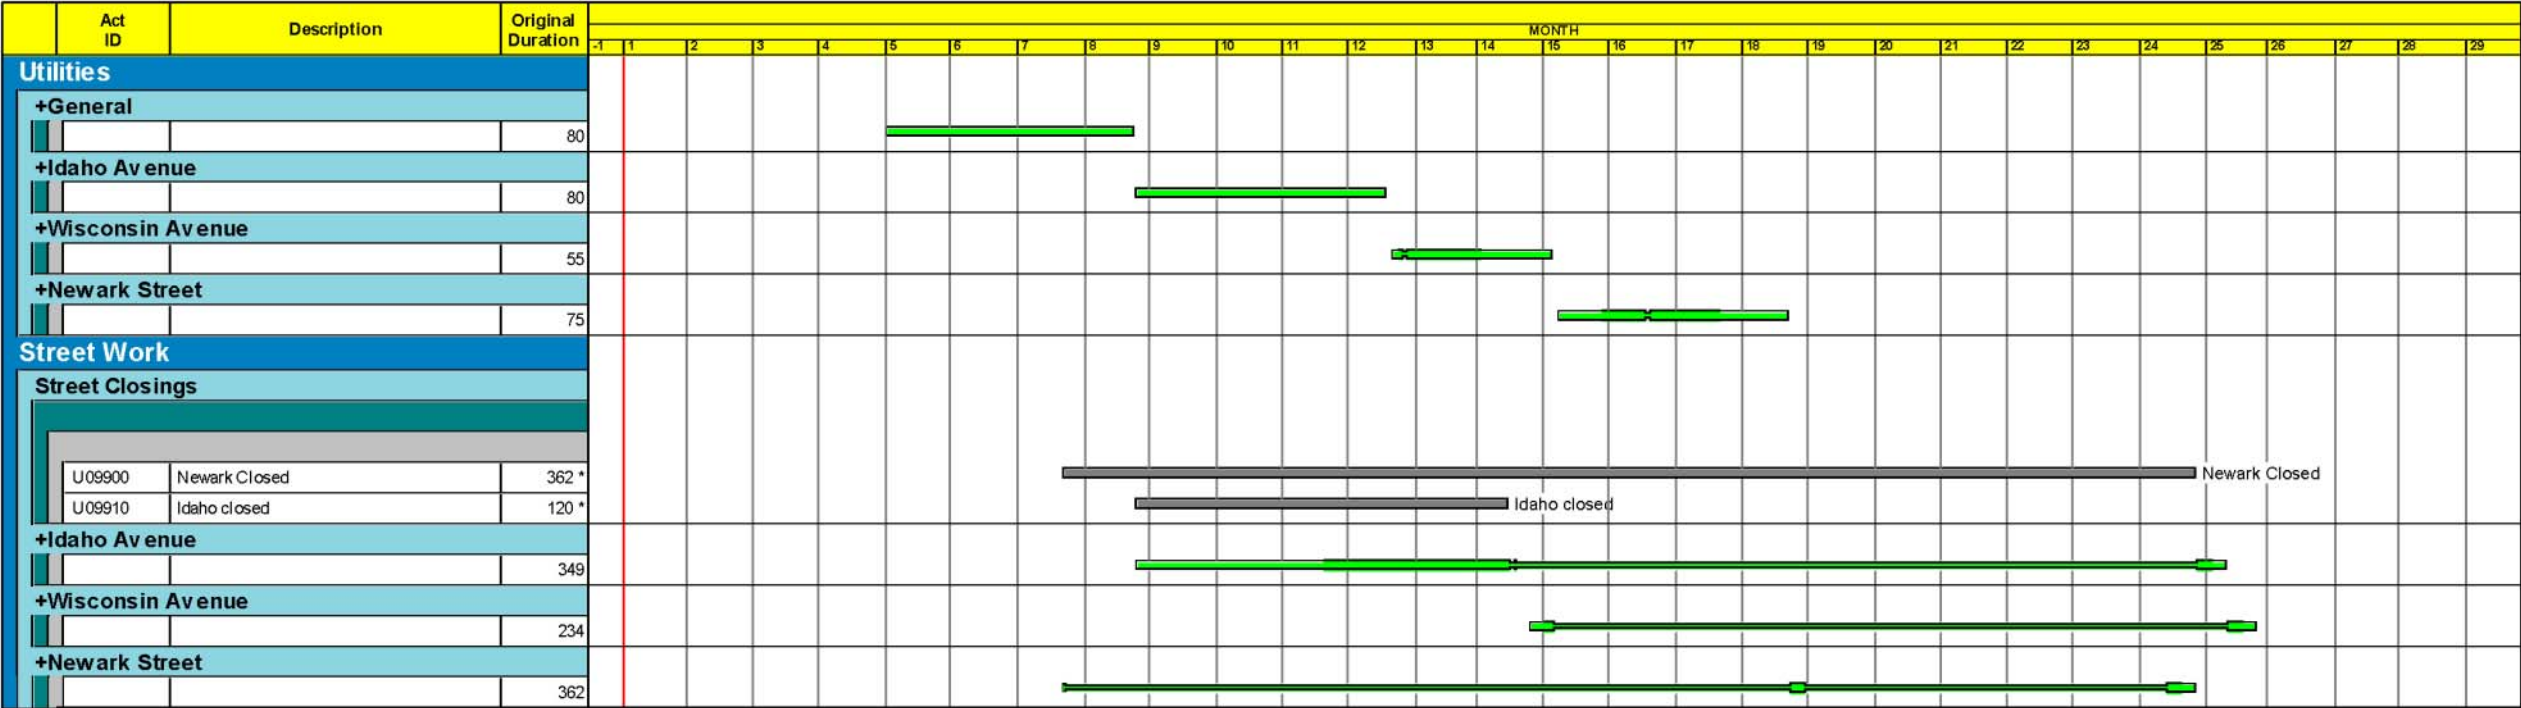 Act
ID
Description
Original
Duration
MONTH
-1 1 2 3 4 5 6 7 8 9 10 11 12 13 14 15 16 17 18 19 20 21 22 23 24 25 26 27 28 29
Utilities
+General
80
+Idaho Avenue
80
+Wisconsin Avenue
55
+Newark Street
75
Street Work
Street Closings
U09900 Newark Closed 362 * Newark Closed
U09910 Idaho closed 120 * Idaho closed
+Idaho Avenue
349
+Wisconsin Avenue
234
+Newark Street
362